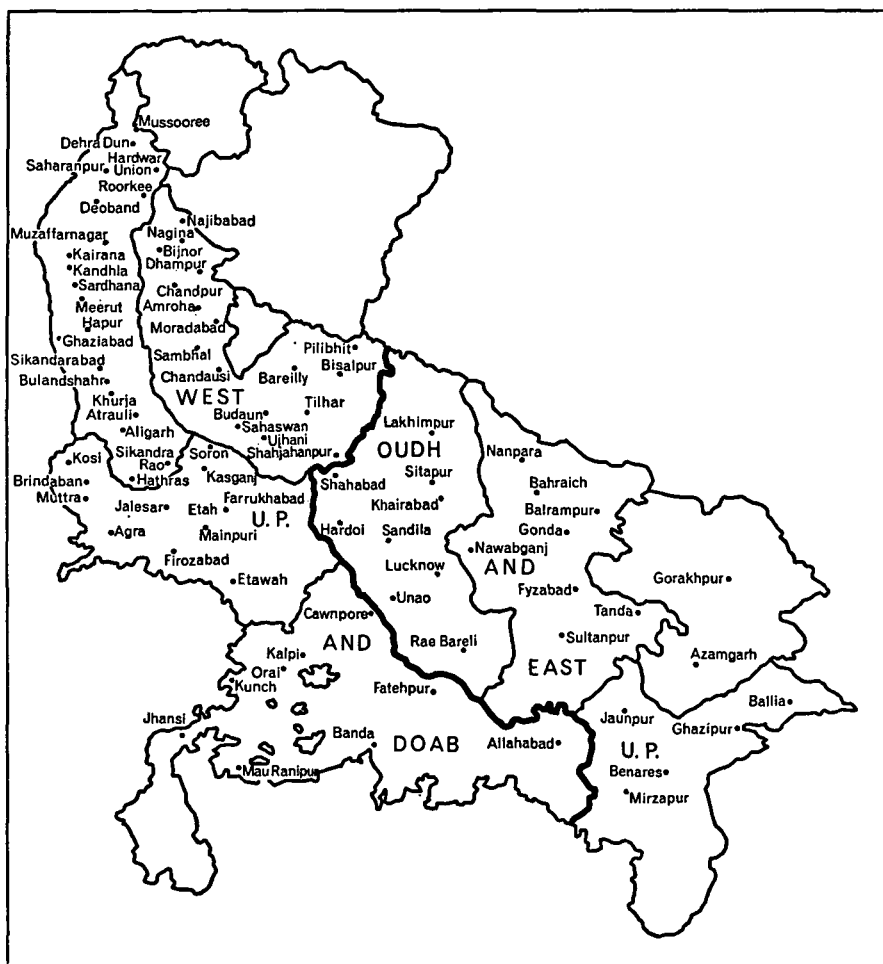 Mussooree
Dehra Dun
Hardwar
Saharanpur
Union
Roorkee
Deoband
Najibabad
Muzaffarnagar
Nagina
Kairana
Bijnor
Kandhla
Dhampur
Sardhana
Chandpur
Meerut
Amroha
Hapur
Moradabad
Ghaziabad
Sambhal
Pilibhit
Sikandarabad
Chandausi
Bareilly
Bisalpur
Bulandshahr
WEST
Khurja
Budaun
Tilhar
Atrauli
Sahaswan
Lakhimpur
Aligarh
Ujhani
OUDH
Soron
Shahjahanpur
Nanpara
Kosi
Sikandra
Rao
Kasganj
Shahabad
Sitapur
Brindaban
Hathras
Farrukhabad
Khairabad
Bahraich
Muttra
Jalesar
Etah
U. P.
Balrampur
Agra
Mainpuri
Hardoi
Sandila
Gonda
Firozabad
Nawabganj
AND
Etawah
Lucknow
Fyzabad
Gorakhpur
Unao
Cawnpore
Tanda
AND
Rae Bareli
Sultanpur
Kalpi
Orai
EAST
Azamgarh
Kunch
Fatehpur
Ballia
Jhansi
Jaunpur
Ghazipur
Banda
DOAB
Allahabad
U. P.
Mau Ranipur
Benares
Mirzapur